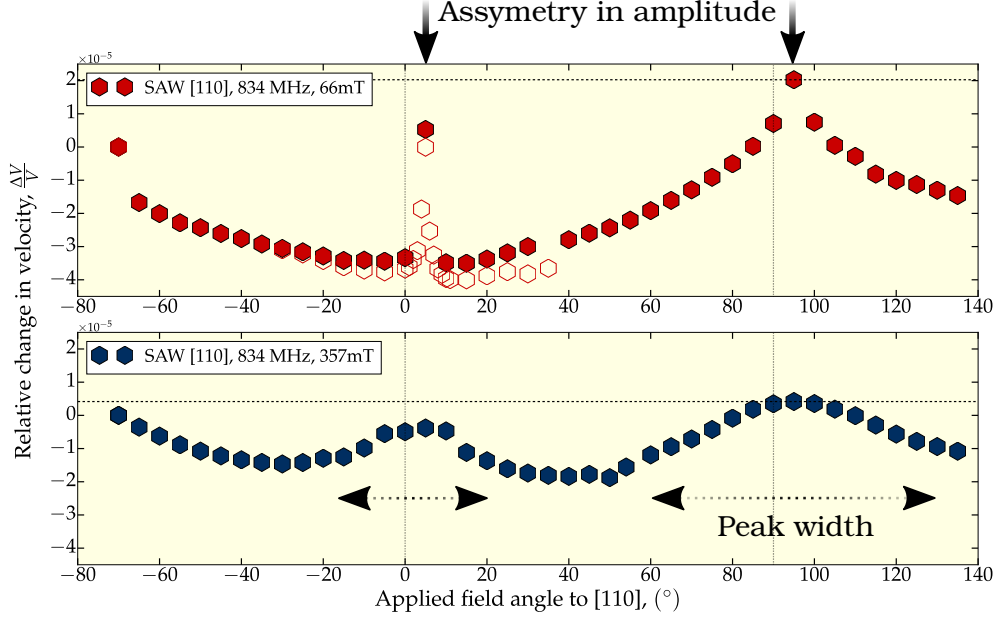 Assymetry in amplitude
×10⁻⁵
SAW [110], 834 MHz, 66mT
2
1
0
−1
−2
−3
−4
−80 −60 −40 −20 0 20 40 60 80 100 120 140
Relative change in velocity, ΔV/V
×10⁻⁵
SAW [110], 834 MHz, 357mT
2
1
0
−1
−2
−3
−4
Peak width
−80 −60 −40 −20 0 20 40 60 80 100 120 140
Applied field angle to [110], (°)